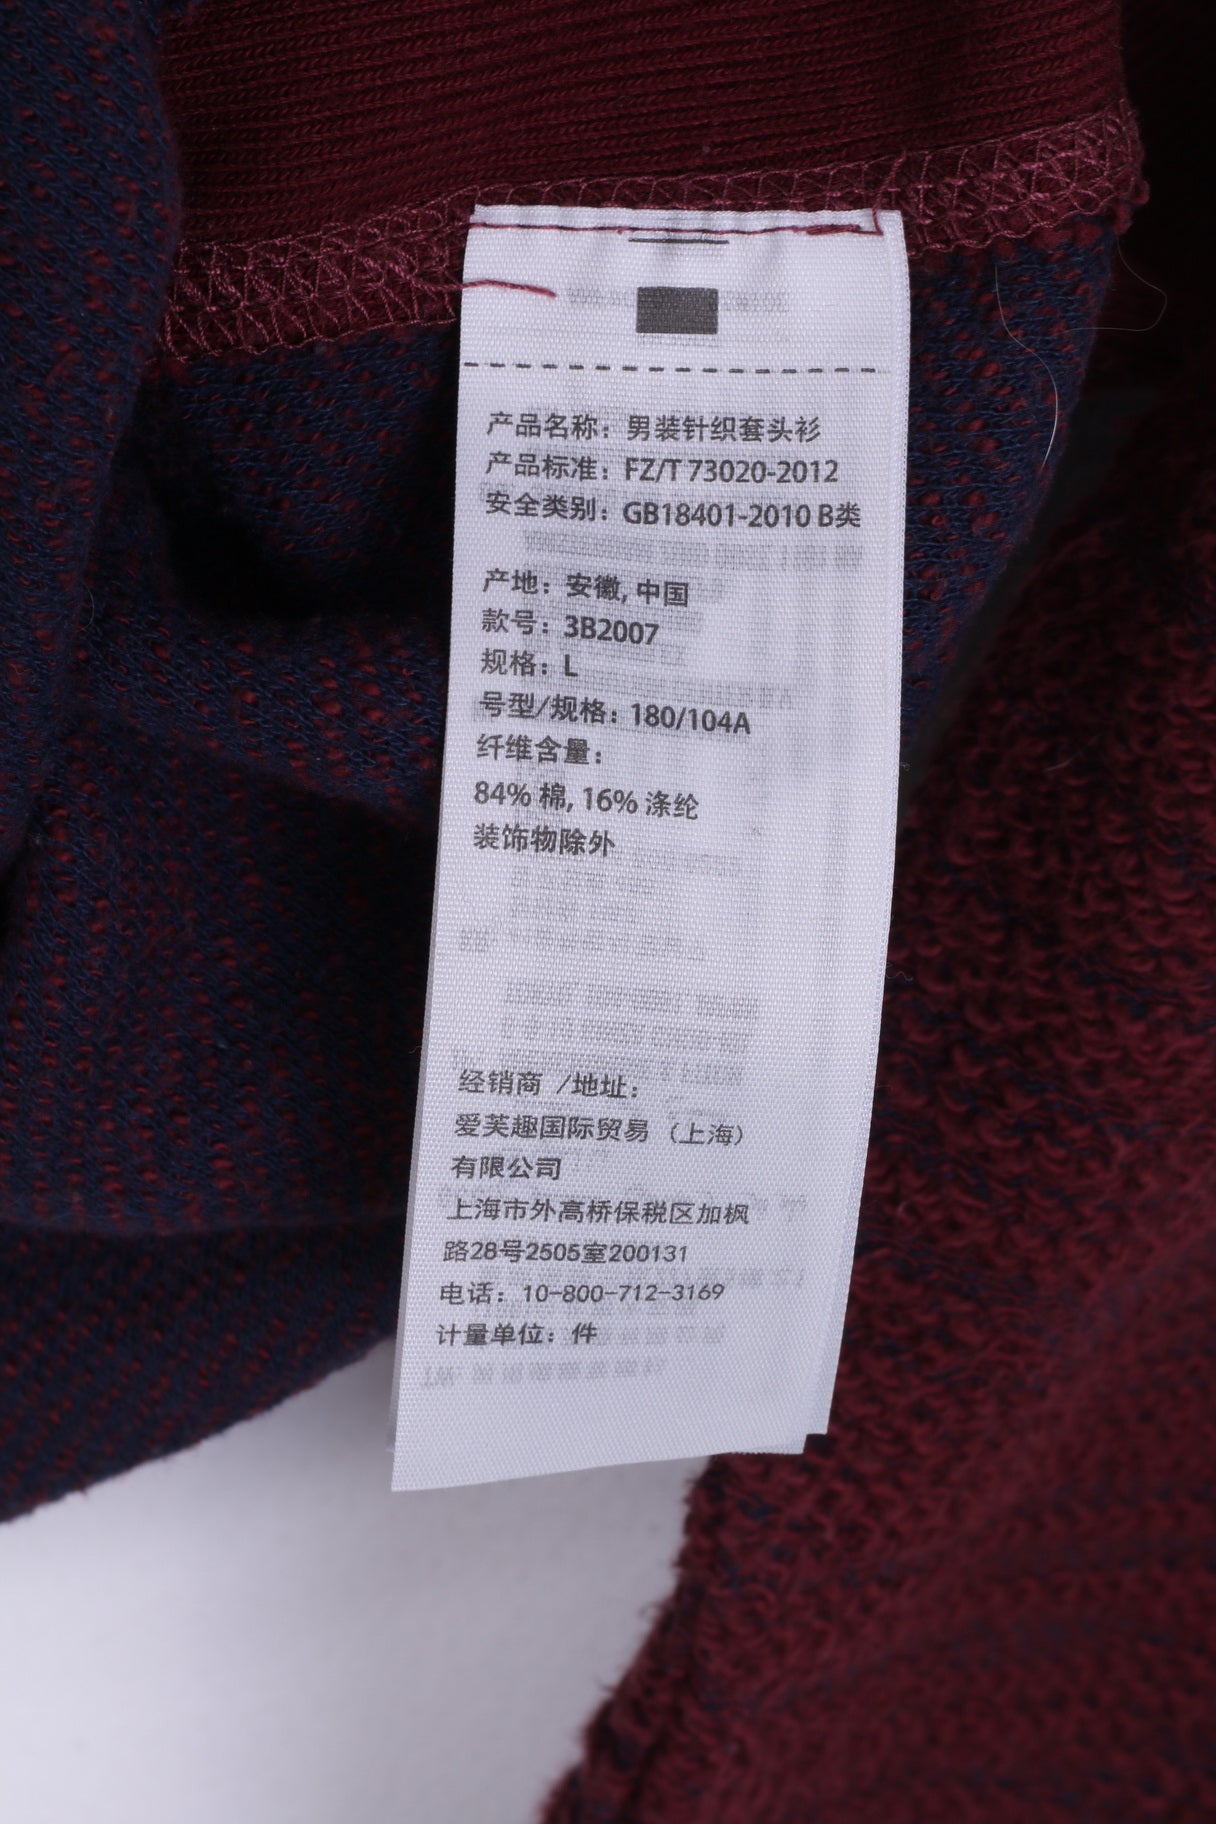 产品名称：男装针织套头衫
产品标准：FZ/T 73020-2012
安全类别：GB18401-2010 B类
产地：安徽, 中国
款号：3B2007
规格：L
号型/规格：180/104A
纤维含量：
84% 棉, 16% 涤纶
装饰物除外
经销商 /地址：
爱芙趣国际贸易（上海）
有限公司
上海市外高桥保税区加枫
路28号2505室200131
电话：10-800-712-3169
计量单位：件